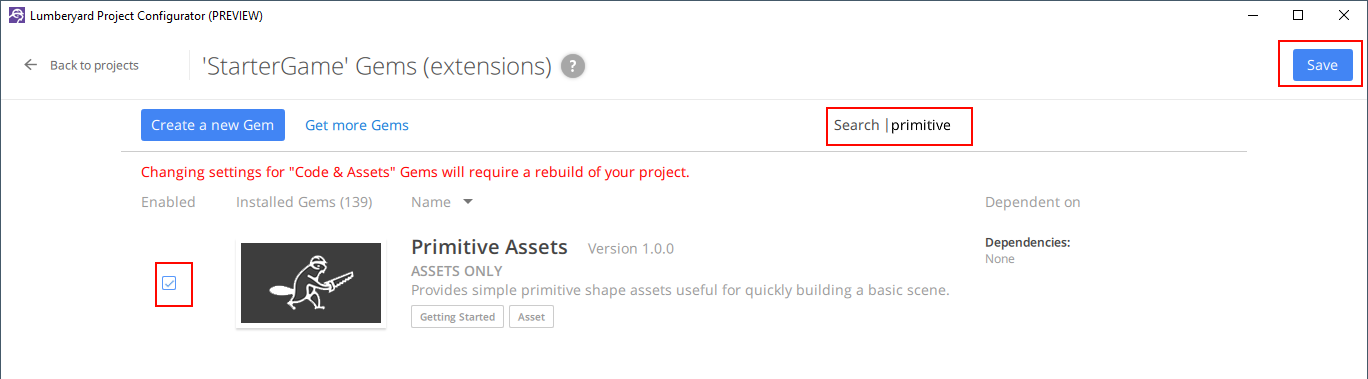 Lumberyard Project Configurator (PREVIEW)
Back to projects
'StarterGame' Gems (extensions) ?
Save
Create a new Gem
Get more Gems
Search |primitive
Changing settings for "Code & Assets" Gems will require a rebuild of your project.
Enabled
Installed Gems (139)
Name
Dependent on
Primitive Assets
Version 1.0.0
Dependencies:
None
ASSETS ONLY
Provides simple primitive shape assets useful for quickly building a basic scene.
Getting Started
Asset